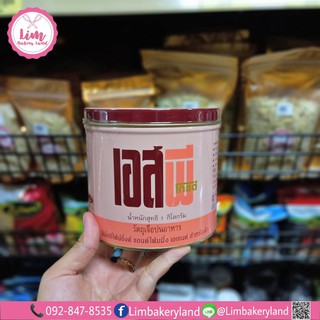 Lim
Bakery Land
เอสพี
น้ำหนักสุทธิ 1 กิโลกรัม
วัตถุเจือปนอาหาร
092-847-8535 Limbakeryland @Limbakeryland